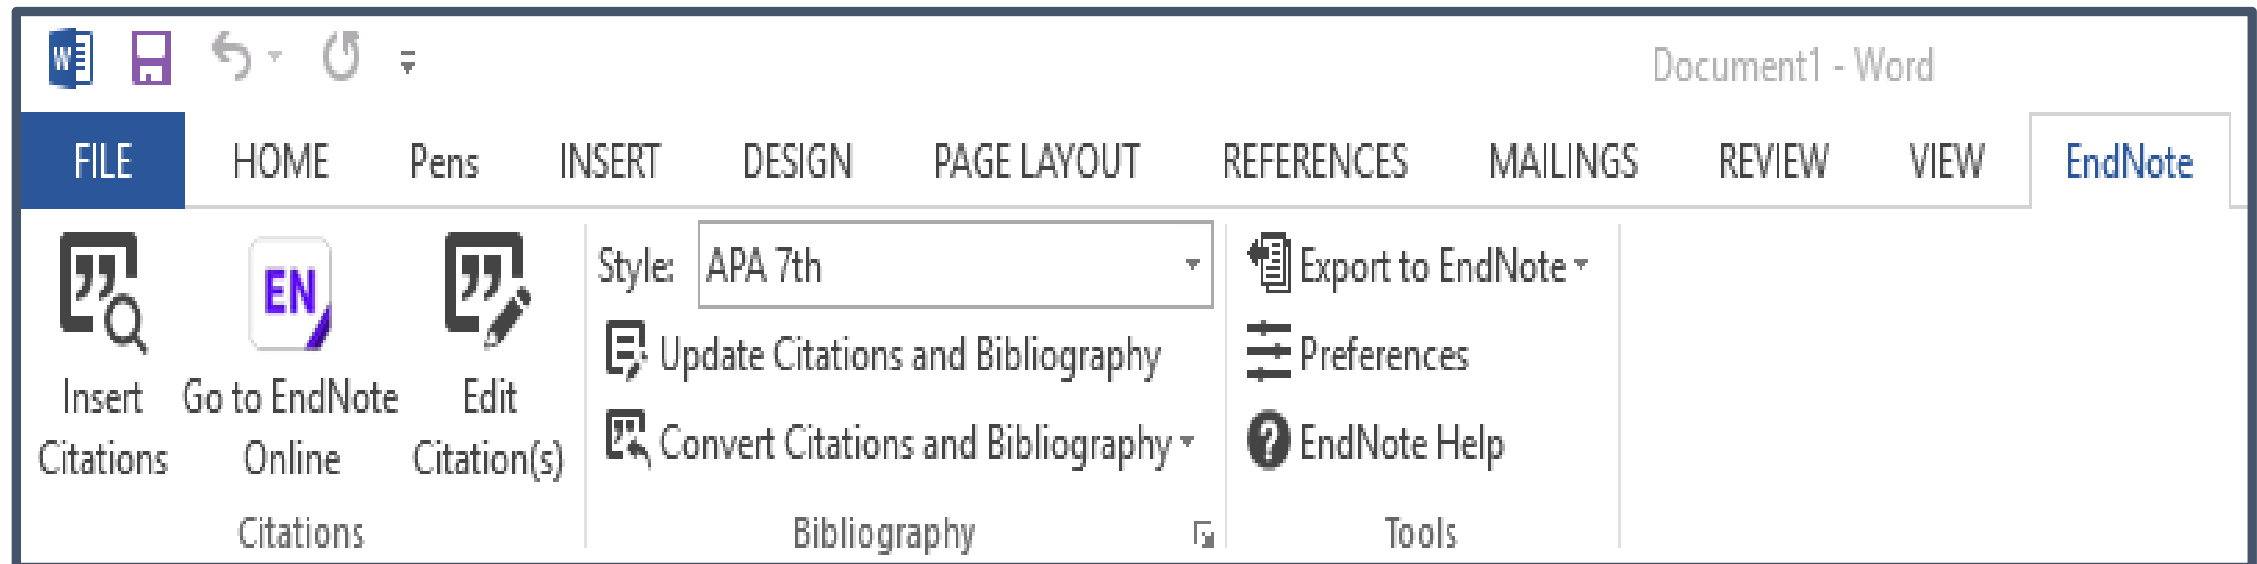 Document1 - Word
FILE HOME Pens INSERT DESIGN PAGE LAYOUT REFERENCES MAILINGS REVIEW VIEW EndNote
Insert Citations
EN
Go to EndNote Online
Edit Citation(s)
Citations
Style: APA 7th
Update Citations and Bibliography
Convert Citations and Bibliography
Bibliography
Export to EndNote
Preferences
EndNote Help
Tools